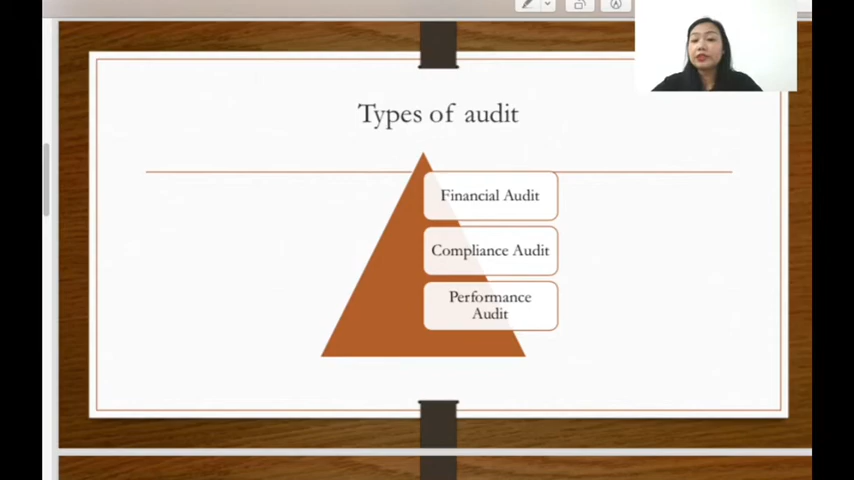 Types of audit
Financial Audit
Compliance Audit
Performance
Audit